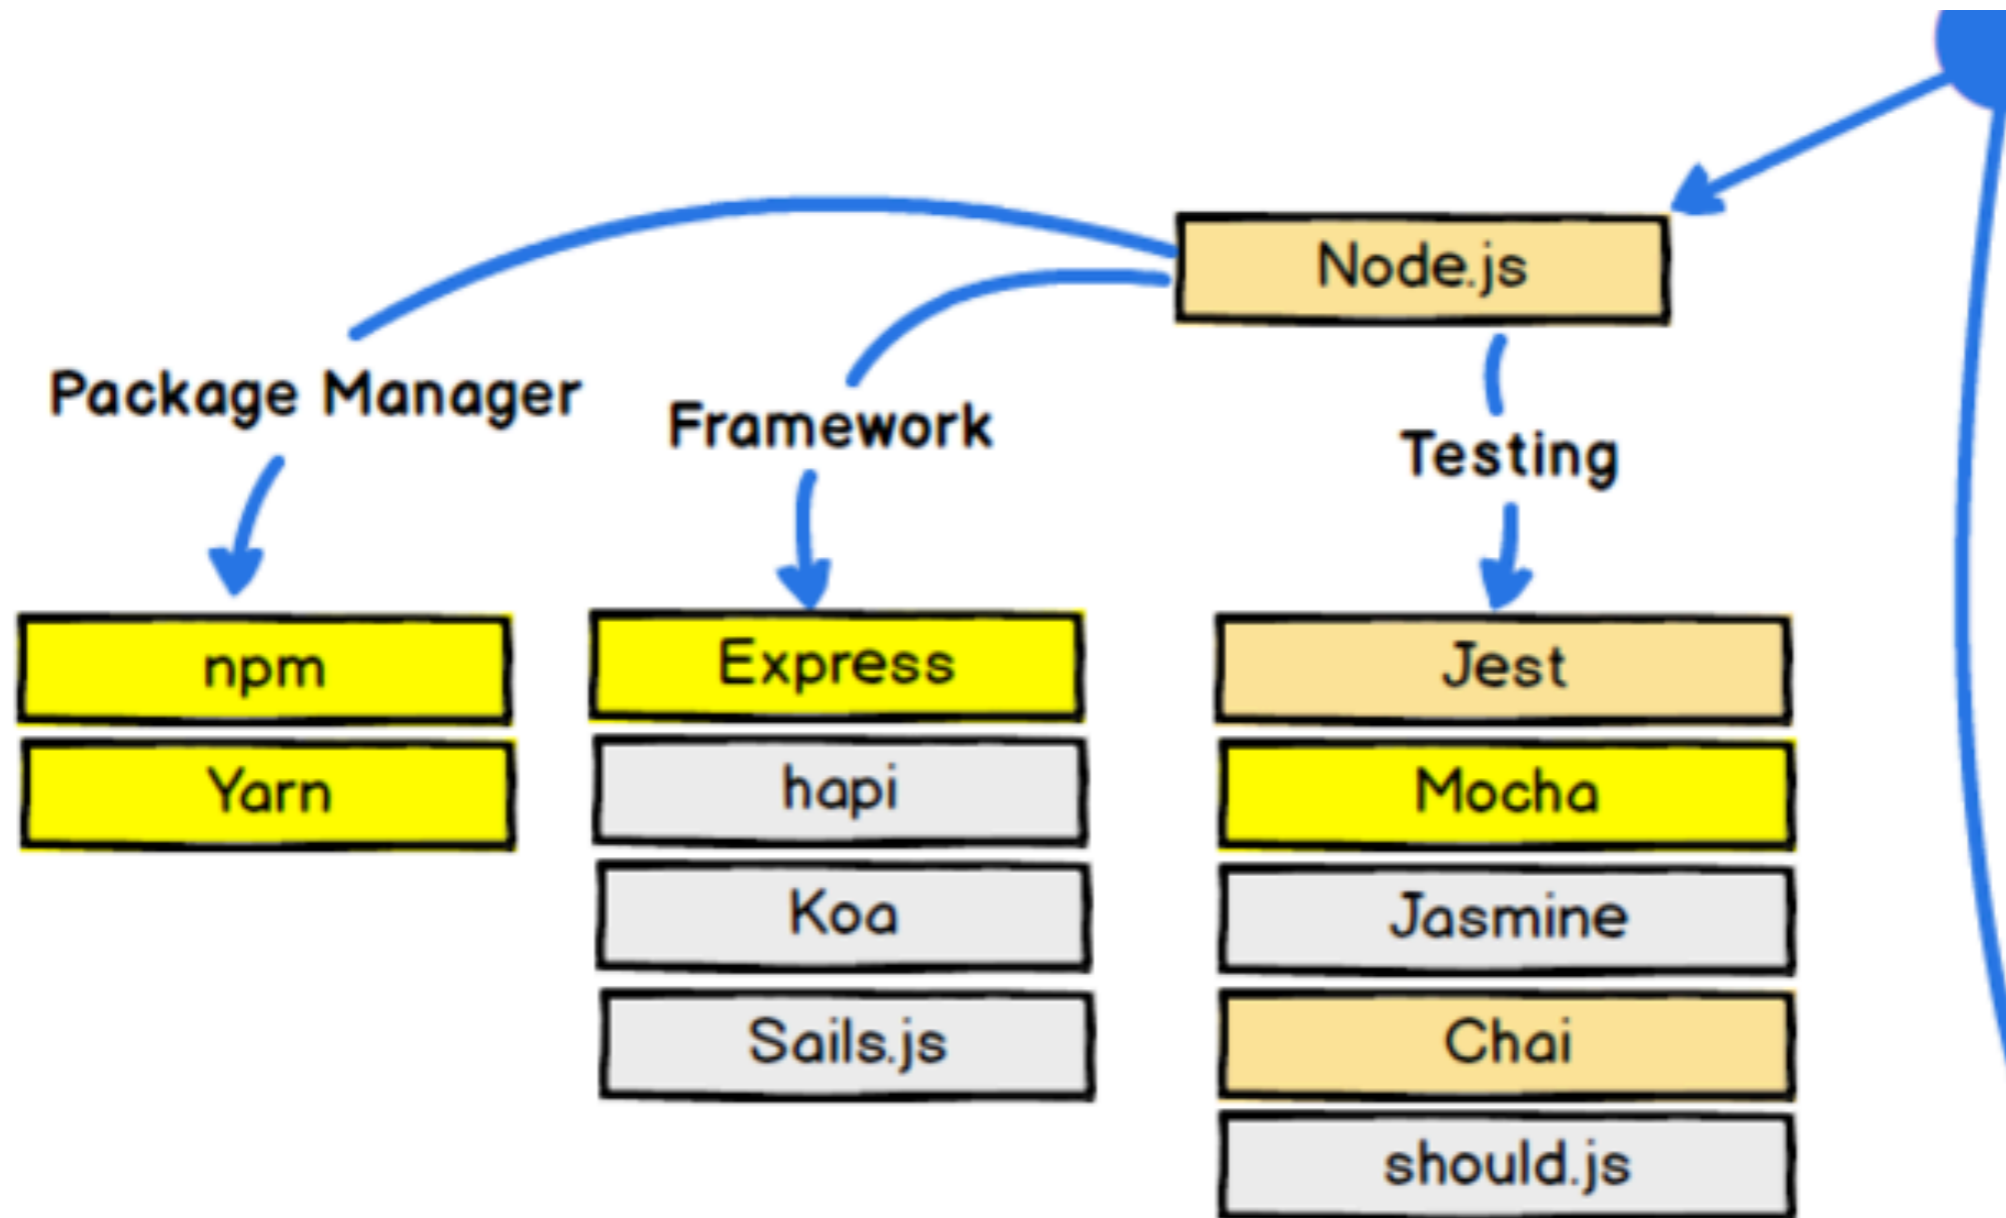 Node.js
Package Manager
Framework
Testing
npm
Yarn
Express
hapi
Koa
Sails.js
Jest
Mocha
Jasmine
Chai
should.js